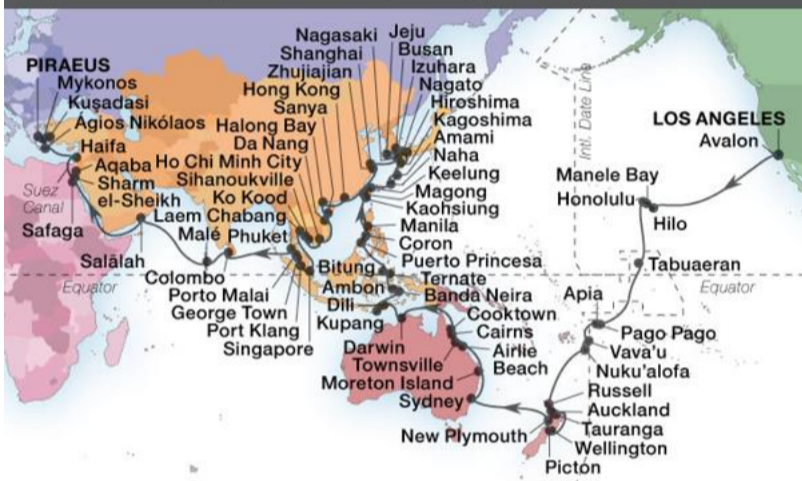 PIRAEUS
Mykonos
Kuşadasi
Ágios Nikólaos
Haifa
Aqaba
Sharm
el-Sheikh
Suez
Canal
Safaga
Salālah
Nagasaki
Shanghai
Zhujiajian
Hong Kong
Sanya
Halong Bay
Da Nang
Ho Chi Minh City
Sihanoukville
Ko Kood
Laem Chabang
Malé
Phuket
Colombo
Porto Malai
George Town
Port Klang
Singapore
Equator
Jeju
Busan
Izuhara
Nagato
Hiroshima
Kagoshima
Amami
Naha
Keelung
Magong
Kaohsiung
Manila
Coron
Puerto Princesa
Bitung
Ternate
Ambon
Banda Neira
Dili
Kupang
Cooktown
Cairns
Airlie
Beach
Darwin
Townsville
Moreton Island
Sydney
New Plymouth
Intl. Date Line
LOS ANGELES
Avalon
Manele Bay
Honolulu
Hilo
Tabuaeran
Equator
Apia
Pago Pago
Vava'u
Nuku'alofa
Russell
Auckland
Tauranga
Wellington
Picton